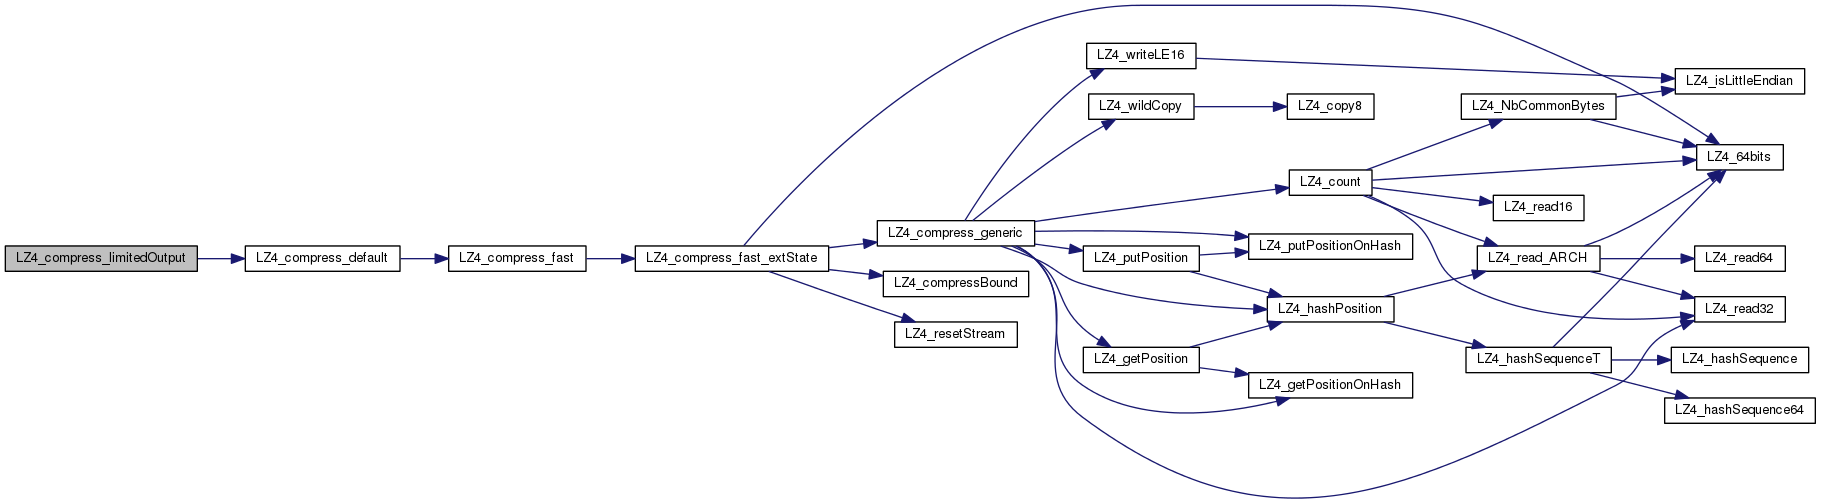 LZ4_compress_limitedOutput
LZ4_compress_default
LZ4_compress_fast
LZ4_compress_fast_extState
LZ4_compress_generic
LZ4_compressBound
LZ4_resetStream
LZ4_writeLE16
LZ4_wildCopy
LZ4_copy8
LZ4_count
LZ4_putPosition
LZ4_putPositionOnHash
LZ4_hashPosition
LZ4_getPosition
LZ4_getPositionOnHash
LZ4_NbCommonBytes
LZ4_read16
LZ4_read_ARCH
LZ4_hashSequenceT
LZ4_isLittleEndian
LZ4_64bits
LZ4_read64
LZ4_read32
LZ4_hashSequence
LZ4_hashSequence64